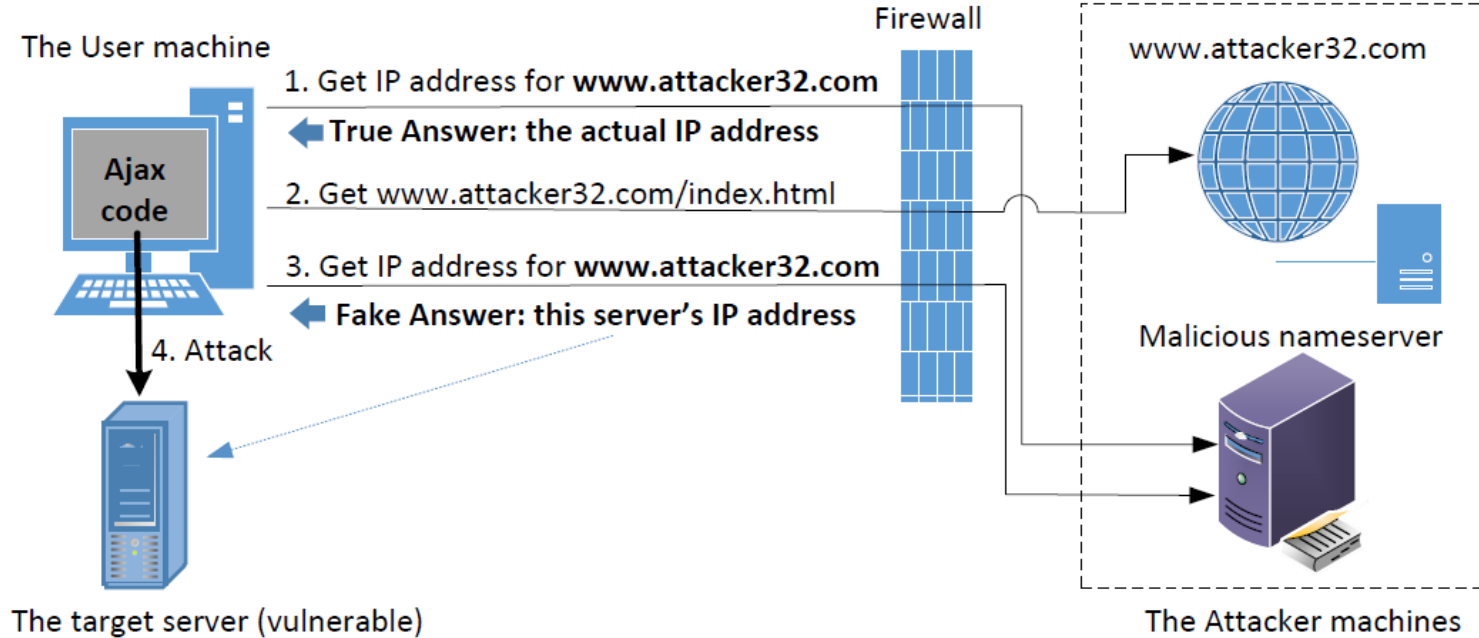 Firewall
The User machine
www.attacker32.com
1. Get IP address for www.attacker32.com
True Answer: the actual IP address
Ajax
code
2. Get www.attacker32.com/index.html
3. Get IP address for www.attacker32.com
Fake Answer: this server's IP address
Malicious nameserver
4. Attack
The target server (vulnerable)
The Attacker machines